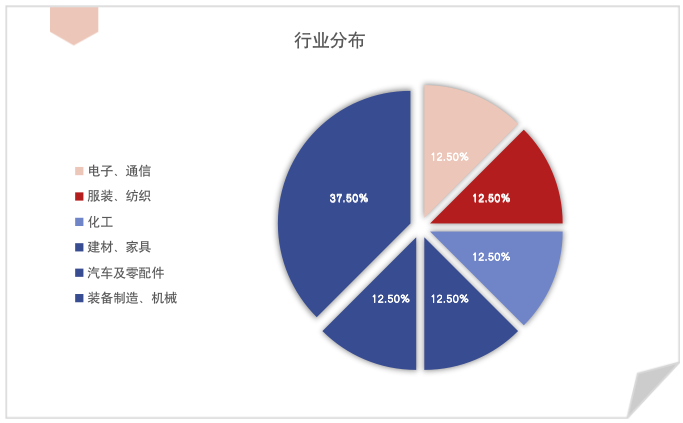 行业分布
电子、通信
服装、纺织
化工
建材、家具
汽车及零配件
装备制造、机械
12.50%
12.50%
12.50%
12.50%
12.50%
37.50%